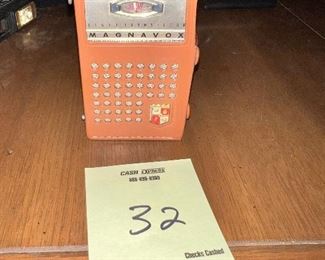 MAGNAVOX
CASH EXPRESS
32
Checks Cashed